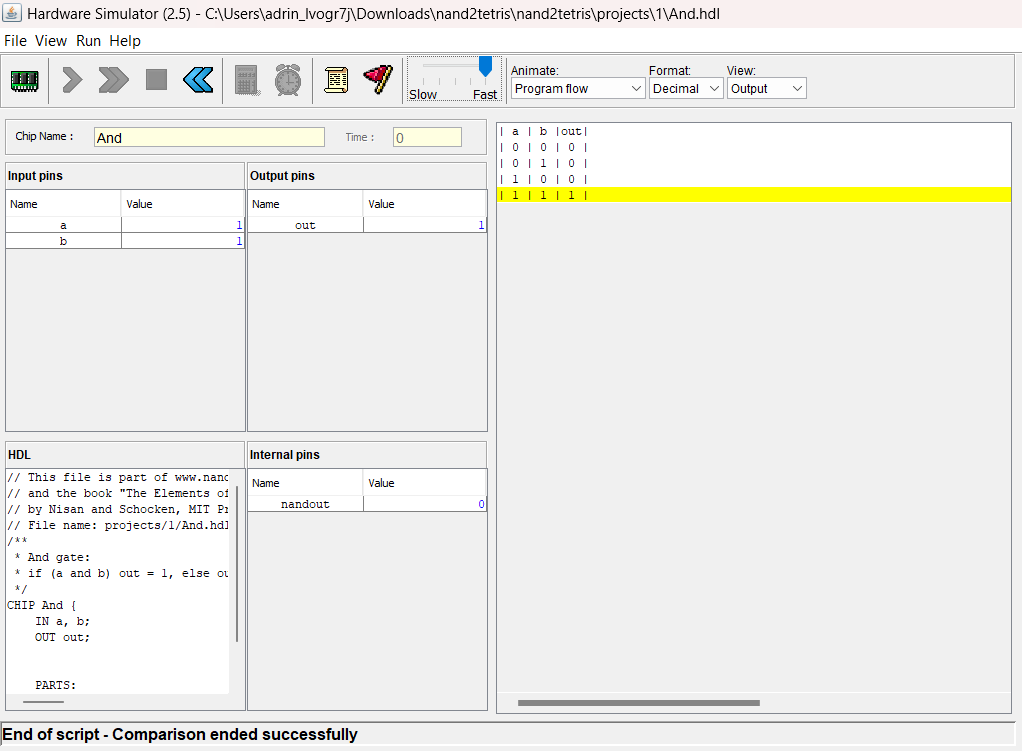 Hardware Simulator (2.5) - C:\Users\adrin_lvogr7j\Downloads\nand2tetris\nand2tetris\projects\1\And.hdl
File View Run Help
Slow Fast
Animate: Format: View:
Program flow Decimal Output
Chip Name : And Time : 0
Input pins
Name Value
a 1
b 1
Output pins
Name Value
out 1
HDL
// This file is part of www.nand
// and the book "The Elements of
// by Nisan and Schocken, MIT Pr
// File name: projects/1/And.hdl
/**
* And gate:
* if (a and b) out = 1, else ou
*/
CHIP And {
IN a, b;
OUT out;
PARTS:
Internal pins
Name Value
nandout 0
| a | b |out|
| 0 | 0 | 0 |
| 0 | 1 | 0 |
| 1 | 0 | 0 |
| 1 | 1 | 1 |
End of script - Comparison ended successfully